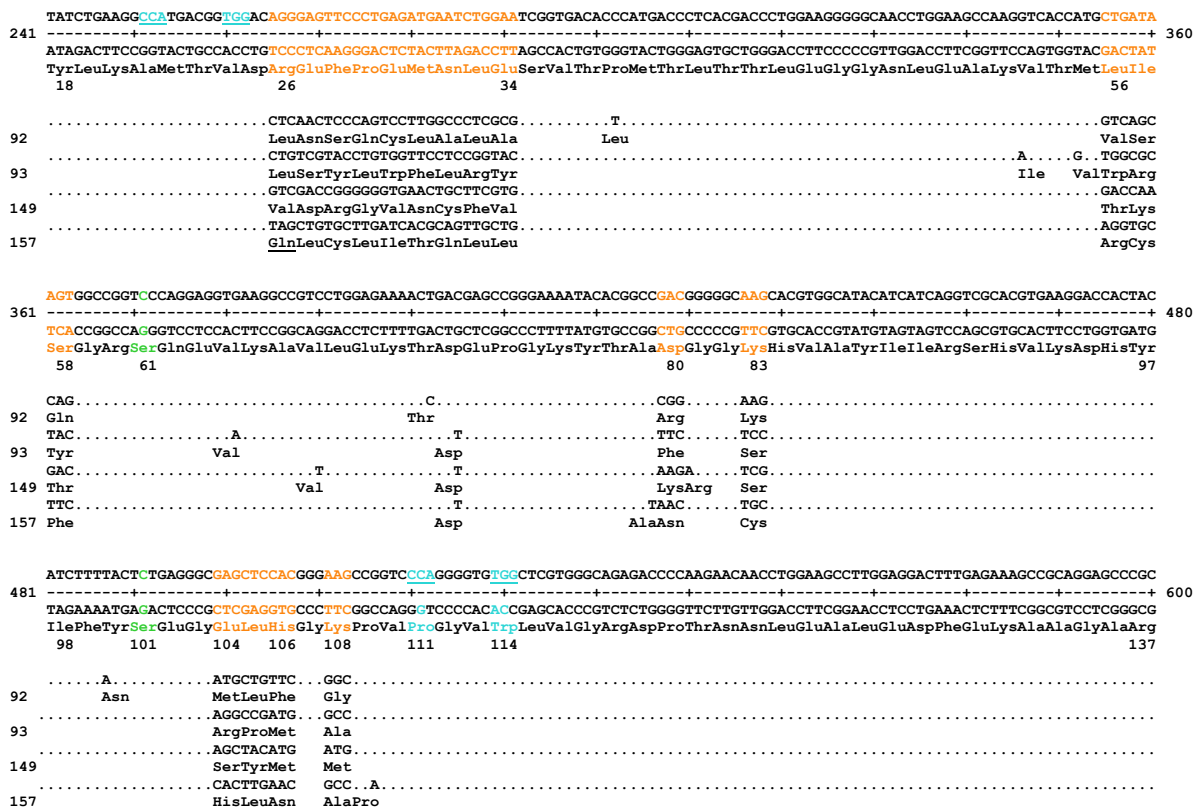 TATCTGAAGGCCATGACGGTGGACAGGGAGTTCCCTGAGATGAATCTGGAATCGGTGACACCCATGACCCTCACGACCCTGGAAGGGGGCAACCTGGAAGCCAAGGTCACCATGCTGATA
241 ---------+---------+---------+---------+---------+---------+---------+---------+---------+---------+---------+---------+ 360
ATAGACTTCCGGTACTGCCACCTGTCCCTCAAGGGACTCTACTTAGACCTTAGCCACTGTGGGTACTGGGAGTGCTGGGACCTTCCCCCGTTGGACCTTCGGTTCCAGTGGTACGACTAT
TyrLeuLysAlaMetThrValAspArgGluPheProGluMetAsnLeuGluSerValThrProMetThrLeuThrThrLeuGluGlyGlyAsnLeuGluAlaLysValThrMetLeuIle
18 26 34 56
........................CTCAACTCCCAGTCCTTGGCCCTCGCG..........T....................................................GTCAGC
92 LeuAsnSerGlnCysLeuAlaLeuAla Leu ValSer
........................CTGTCGTACCTGTGGTTCCTCCGGTAC......................................................A.....G..TGGCGC
93 LeuSerTyrLeuTrpPheLeuArgTyr Ile ValTrpArg
........................GTCGACCGGGGGGTGAACTGCTTCGTG...............................................................GACCAA
149 ValAspArgGlyValAsnCysPheVal ThrLys
........................TAGCTGTGCTTGATCACGCAGTTGCTG...............................................................AGGTGC
157 GlnLeuCysLeuIleThrGlnLeuLeu ArgCys
AGTGGCCGGTCCCAGGAGGTGAAGGCCGTCCTGGAGAAAACTGACGAGCCGGGAAAATACACGGCCGACGGGGGCAAGCACGTGGCATACATCATCAGGTCGCACGTGAAGGACCACTAC
361 ---------+---------+---------+---------+---------+---------+---------+---------+---------+---------+---------+---------+ 480
TCACCGGCCAGGGTCCTCCACTTCCGGCAGGACCTCTTTTGACTGCTCGGCCCTTTTATGTGCCGGCTGCCCCCGTTCGTGCACCGTATGTAGTAGTCCAGCGTGCACTTCCTGGTGATG
SerGlyArgSerGlnGluValLysAlaValLeuGluLysThrAspGluProGlyLysTyrThrAlaAspGlyGlyLysHisValAlaTyrIleIleArgSerHisValLysAspHisTyr
58 61 80 83 97
CAG......................................C........................CGG......AAG..........................................
92 Gln Thr Arg Lys
TAC.................A.......................T.....................TTC......TCC..........................................
93 Tyr Val Asp Phe Ser
GAC..........................T..............T.....................AAGA.....TCG..........................................
149 Thr Val Asp LysArg Ser
TTC.........................................T....................TAAC......TGC..........................................
157 Phe Asp AlaAsn Cys
ATCTTTTACTCTGAGGGCGAGCTCCACGGGAAGCCGGTCCCAGGGGTGTGGCTCGTGGGCAGAGACCCCAAGAACAACCTGGAAGCCTTGGAGGACTTTGAGAAAGCCGCAGGAGCCCGC
481 ---------+---------+---------+---------+---------+---------+---------+---------+---------+---------+---------+---------+ 600
TAGAAAATGAGACTCCCGCTCGAGGTGCCCTTCGGCCAGGGTCCCCACACCGAGCACCCGTCTCTGGGGTTCTTGTTGGACCTTCGGAACCTCCTGAAACTCTTTCGGCGTCCTCGGGCG
IlePheTyrSerGluGlyGluLeuHisGlyLysProValProGlyValTrpLeuValGlyArgAspProThrAsnAsnLeuGluAlaLeuGluAspPheGluLysAlaAlaGlyAlaArg
98 101 104 106 108 111 114 137
......A...........ATGCTGTTC...GGC.......................................................................................
92 Asn MetLeuPhe Gly
...................AGGCCGATG...GCC.......................................................................................
93 ArgProMet Ala
...................AGCTACATG...ATG.......................................................................................
149 SerTyrMet Met
...................CACTTGAAC...GCC..A....................................................................................
157 HisLeuAsn AlaPro